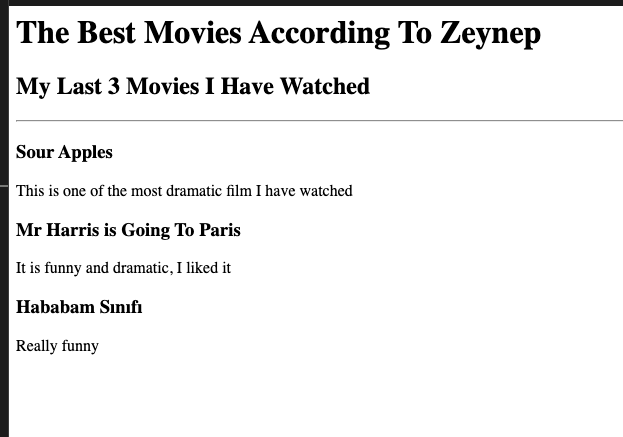 The Best Movies According To Zeynep
My Last 3 Movies I Have Watched
Sour Apples
This is one of the most dramatic film I have watched
Mr Harris is Going To Paris
It is funny and dramatic, I liked it
Hababam Sınıfı
Really funny